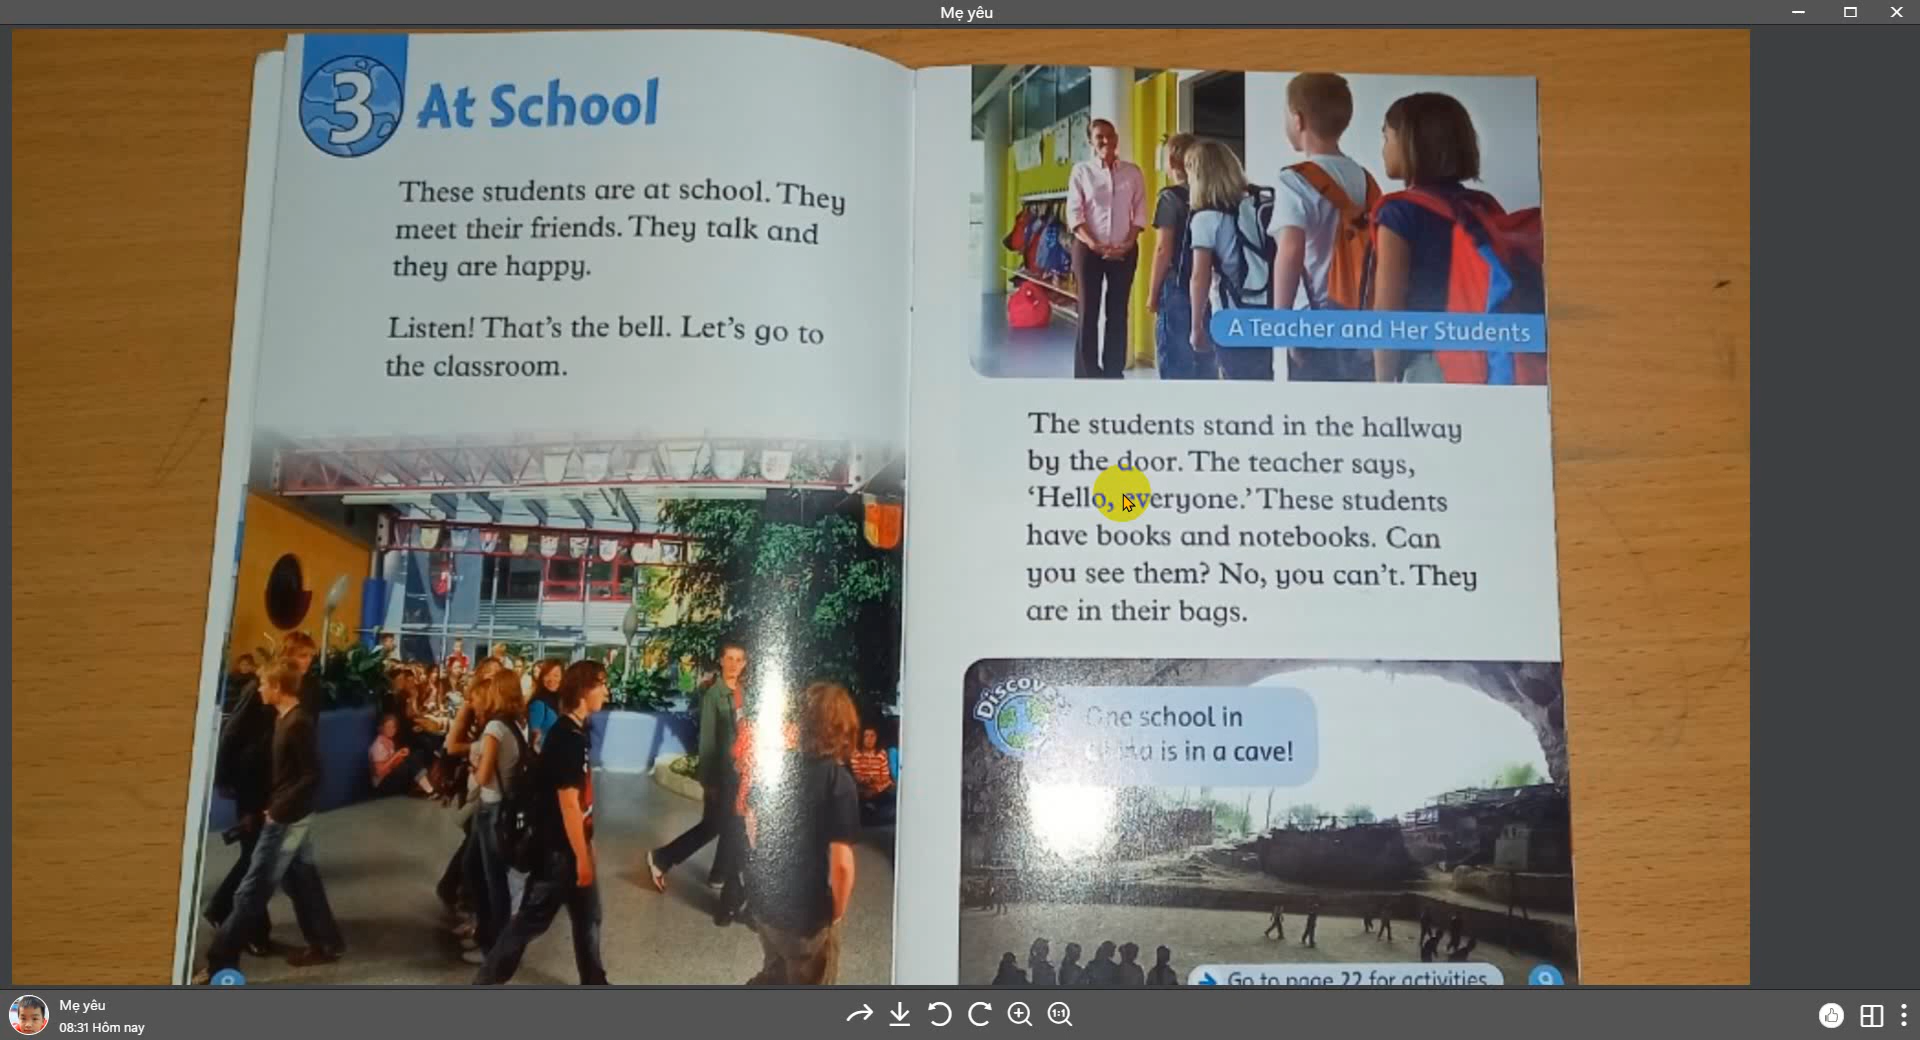 Mẹ yêu
3 At School
These students are at school. They
meet their friends. They talk and
they are happy.
Listen! That's the bell. Let's go to
the classroom.
8
A Teacher and Her Students
The students stand in the hallway
by the door. The teacher says,
'Hello, everyone.' These students
have books and notebooks. Can
you see them? No, you can't. They
are in their bags.
One school in
is in a cave!
Go to page 22 for activities.
9
Mẹ yêu
08:31 Hôm nay
1:1